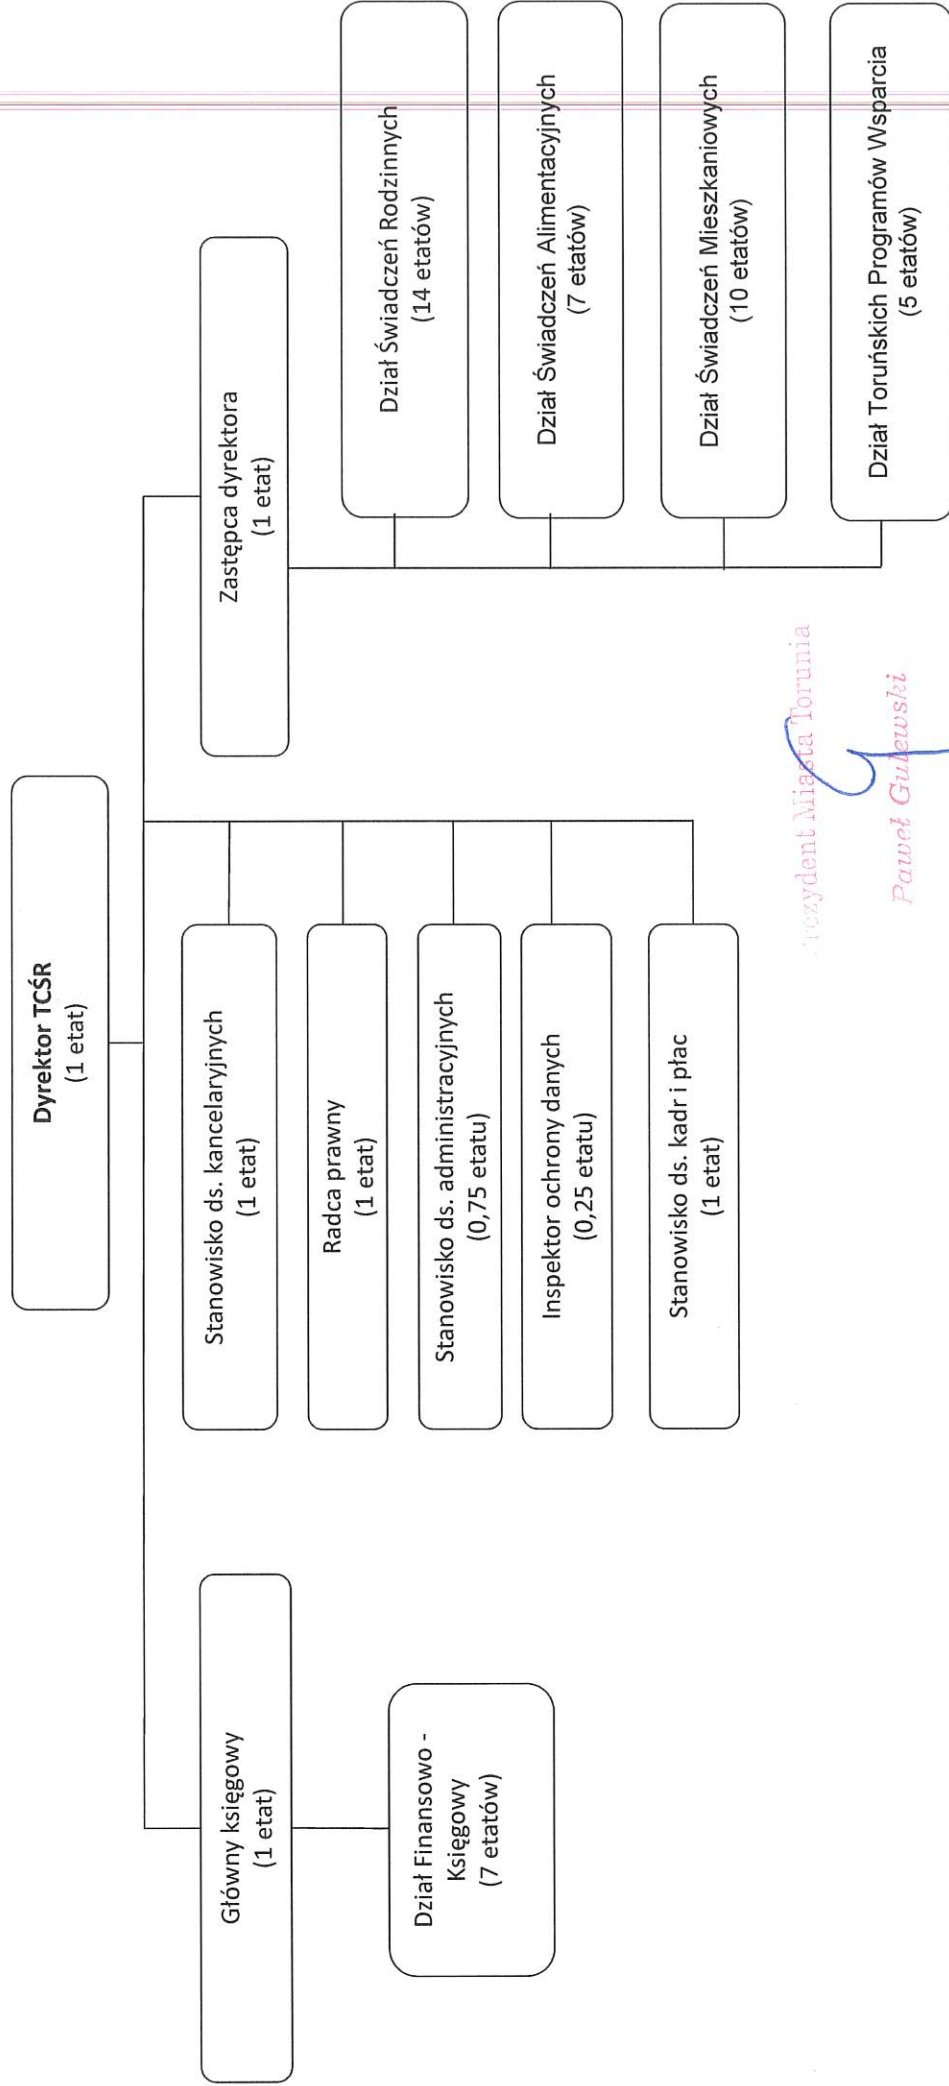 Dyrektor TCŚR
(1 etat)
Główny księgowy
(1 etat)
Dział Finansowo -
Księgowy
(7 etatów)
Stanowisko ds. kancelaryjnych
(1 etat)
Radca prawny
(1 etat)
Stanowisko ds. administracyjnych
(0,75 etatu)
Inspektor ochrony danych
(0,25 etatu)
Stanowisko ds. kadr i płac
(1 etat)
Zastępca dyrektora
(1 etat)
Dział Świadczeń Rodzinnych
(14 etatów)
Dział Świadczeń Alimentacyjnych
(7 etatów)
Dział Świadczeń Mieszkaniowych
(10 etatów)
Dział Toruńskich Programów Wsparcia
(5 etatów)
Prezydent Miasta Torunia
Paweł Gulewski